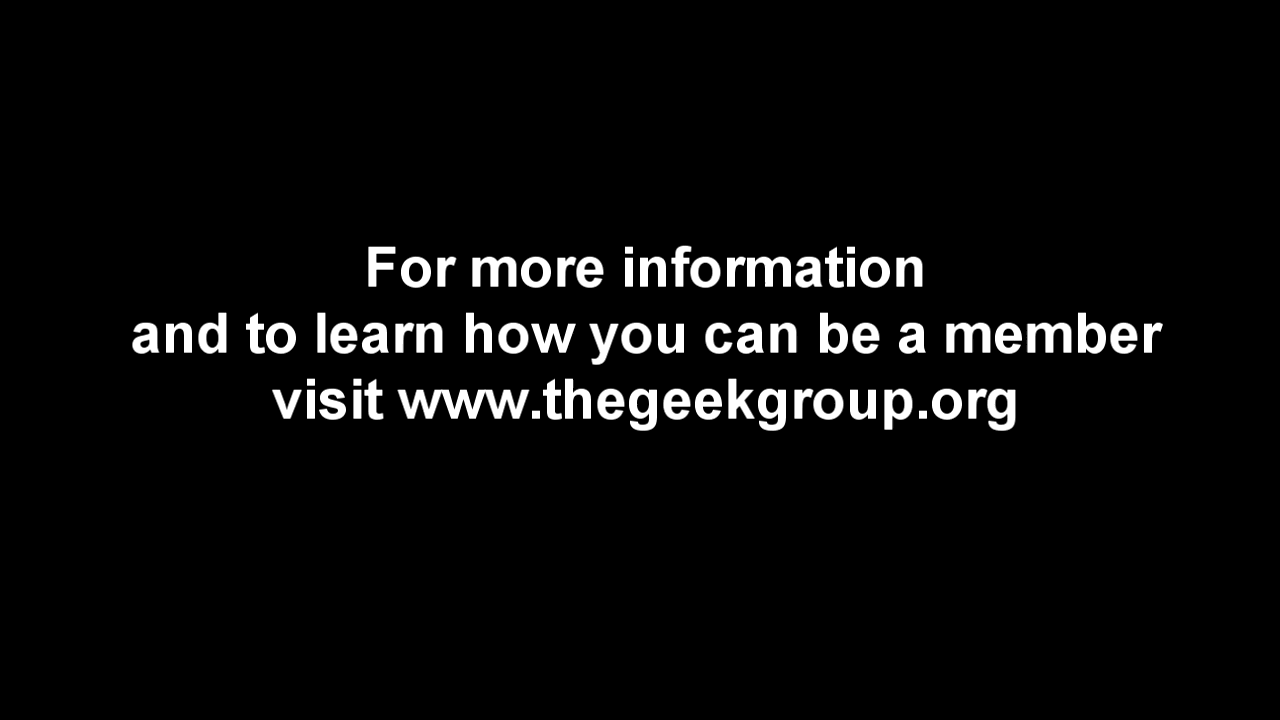 For more information
and to learn how you can be a member
visit www.thegeekgroup.org